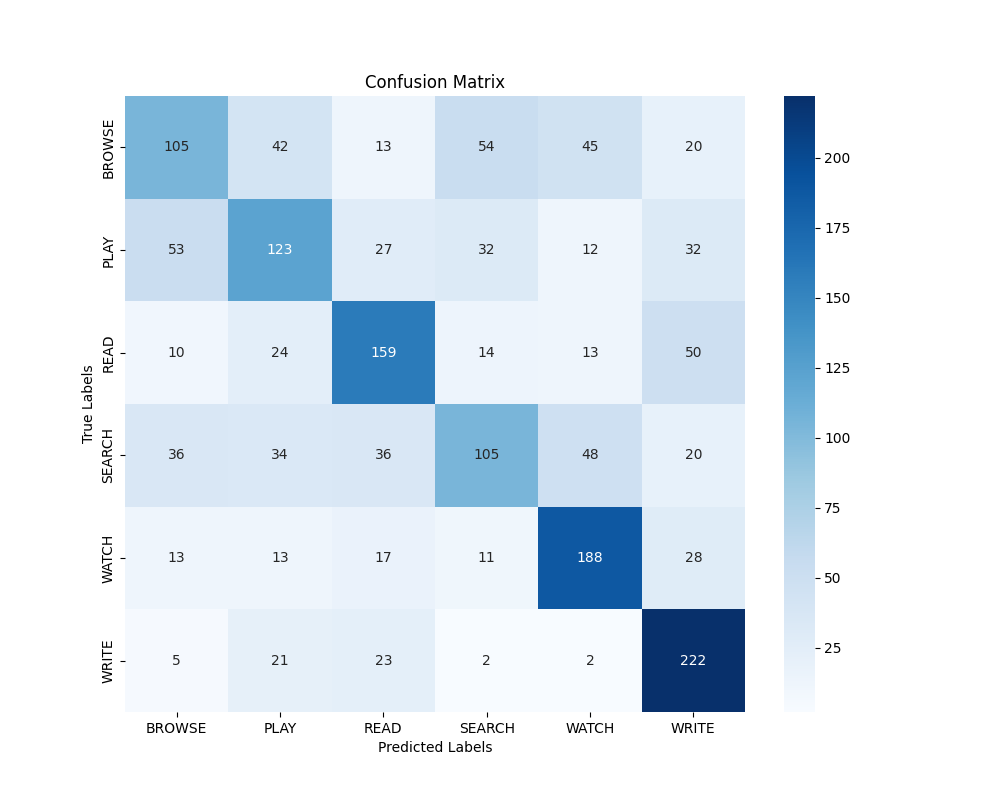 Confusion Matrix
BROWSE 105 42 13 54 45 20
PLAY 53 123 27 32 12 32
READ 10 24 159 14 13 50
SEARCH 36 34 36 105 48 20
WATCH 13 13 17 11 188 28
WRITE 5 21 23 2 2 222
BROWSE PLAY READ SEARCH WATCH WRITE
Predicted Labels
True Labels
200
175
150
125
100
75
50
25